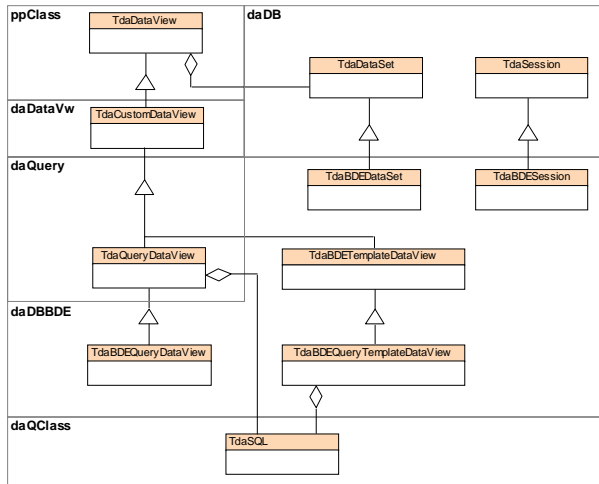 ppClass
daDB
TdaDataView
TdaDataSet
TdaSession
daDataVw
TdaCustomDataView
daQuery
TdaBDEDataSet
TdaBDESession
TdaQueryDataView
TdaBDETemplateDataView
daDBBDE
TdaBDEQueryDataView
TdaBDEQueryTemplateDataView
daQClass
TdaSQL